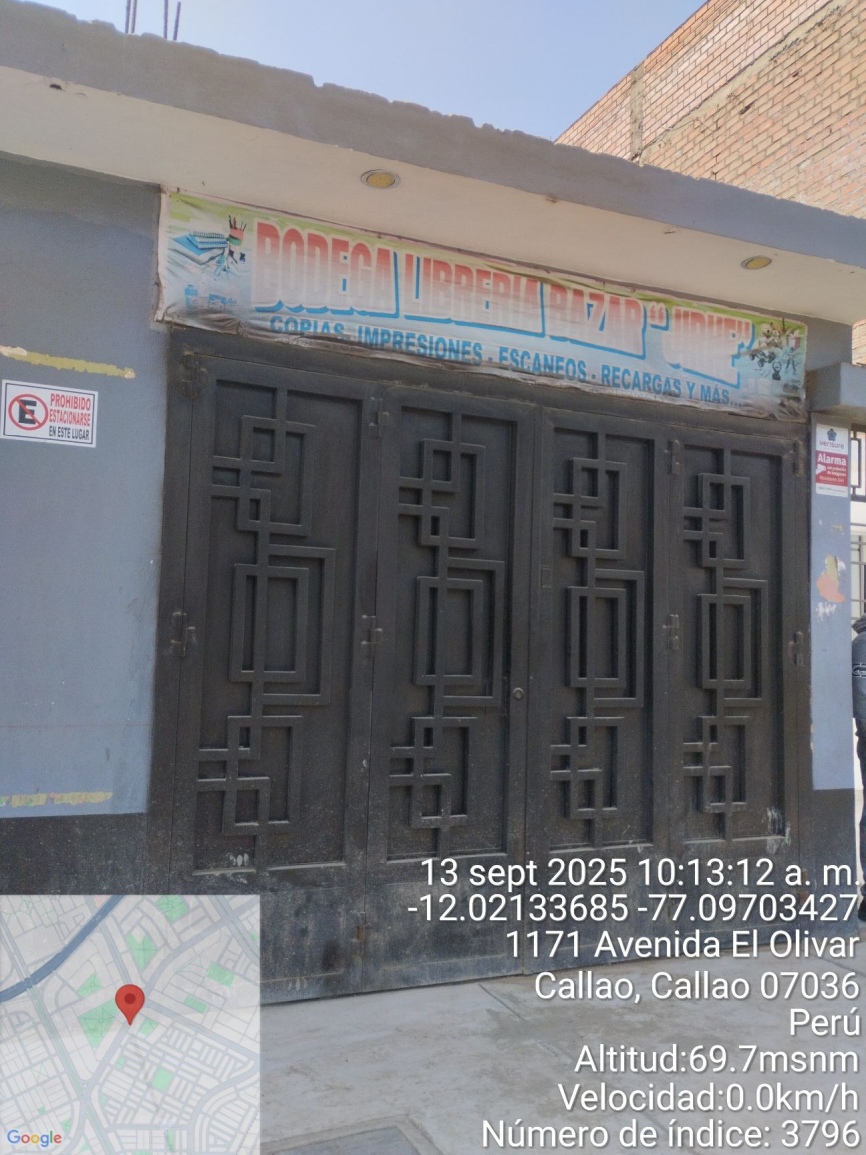 BODEGA LIBRERIA BAZAR "
COPIAS - IMPRESIONES - ESCANEOS - RECARGAS Y MÁS...
PROHIBIDO
ESTACIONARSE
EN ESTE LUGAR
verisure
Alarma
13 sept 2025 10:13:12 a. m.
-12.02133685 -77.09703427
1171 Avenida El Olivar
Callao, Callao 07036
Perú
Altitud:69.7msnm
Velocidad:0.0km/h
Número de índice: 3796
Google